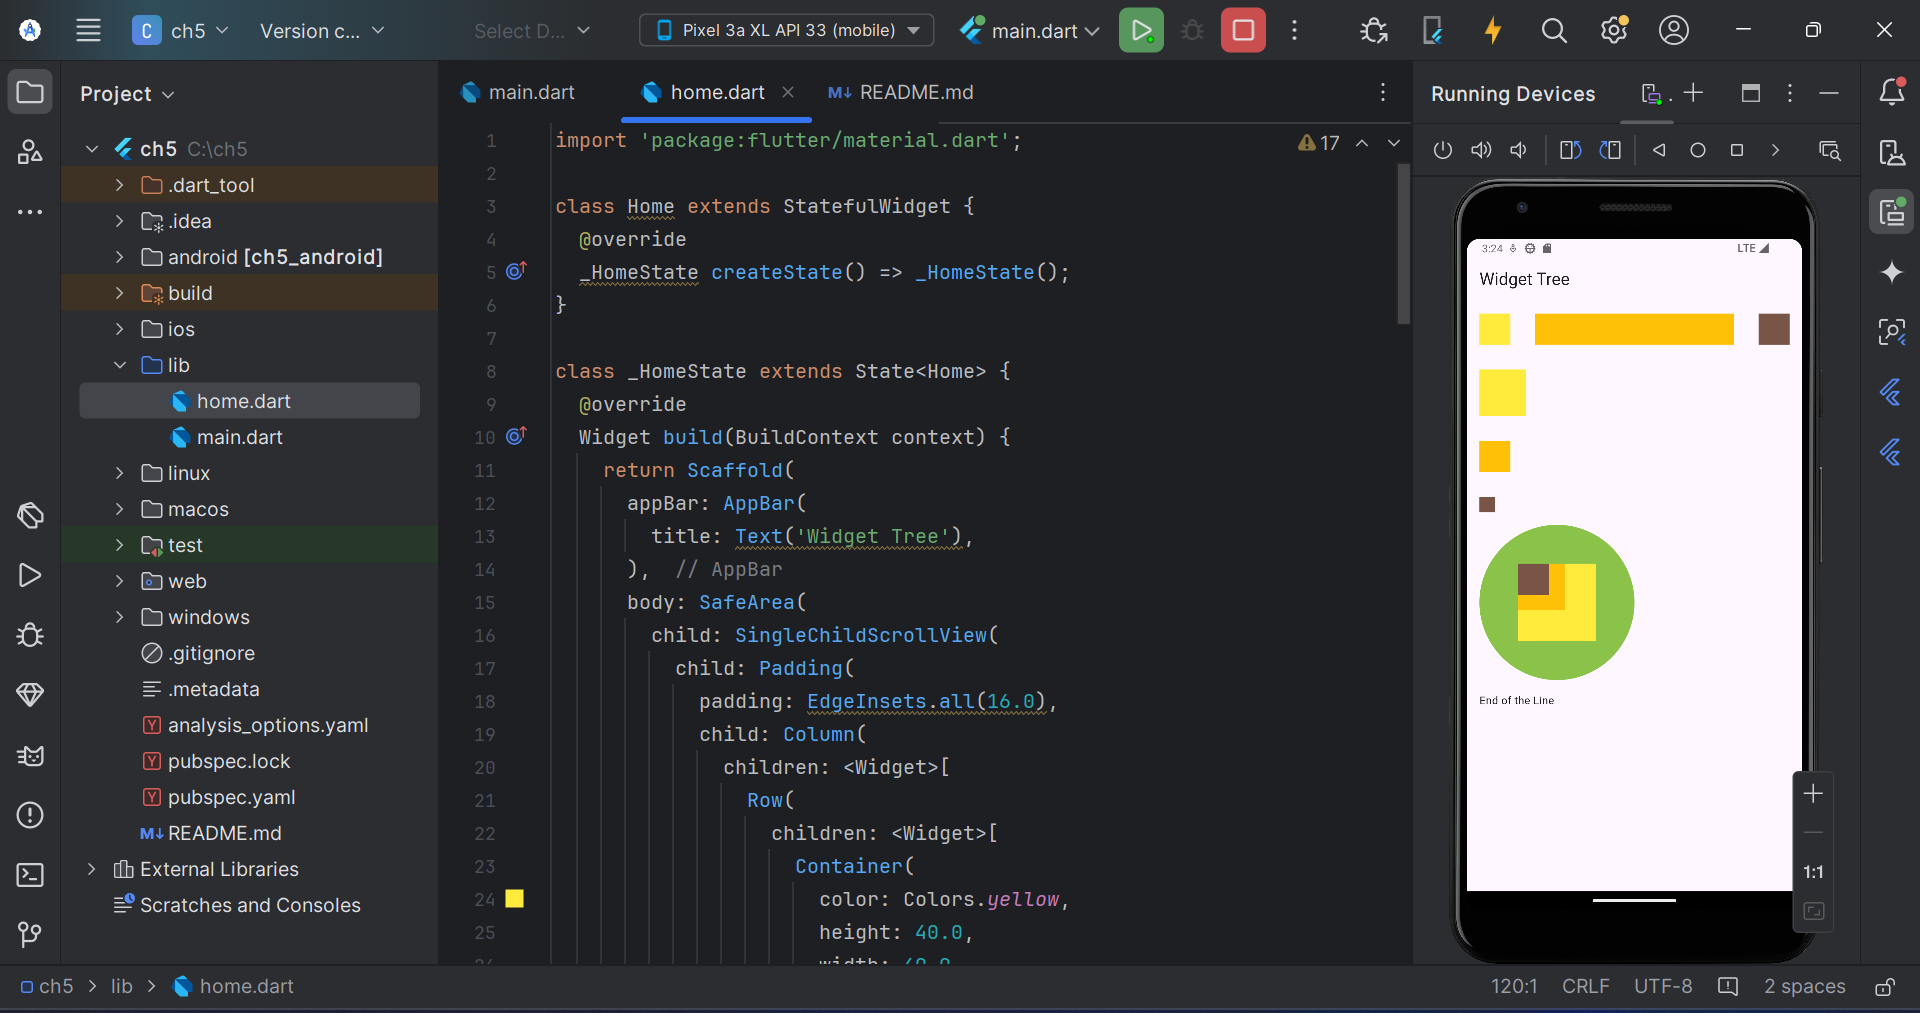 C ch5 Version c... Select D... Pixel 3a XL API 33 (mobile) main.dart
Project
ch5 C:\ch5
.dart_tool
.idea
android [ch5_android]
build
ios
lib
home.dart
main.dart
linux
macos
test
web
windows
.gitignore
.metadata
analysis_options.yaml
pubspec.lock
pubspec.yaml
M↓ README.md
External Libraries
Scratches and Consoles
main.dart home.dart M↓ README.md
17
1 import 'package:flutter/material.dart';
2
3 class Home extends StatefulWidget {
4 @override
5 _HomeState createState() => _HomeState();
6 }
7
8 class _HomeState extends State<Home> {
9 @override
10 Widget build(BuildContext context) {
11 return Scaffold(
12 appBar: AppBar(
13 title: Text('Widget Tree'),
14 ), // AppBar
15 body: SafeArea(
16 child: SingleChildScrollView(
17 child: Padding(
18 padding: EdgeInsets.all(16.0),
19 child: Column(
20 children: <Widget>[
21 Row(
22 children: <Widget>[
23 Container(
24 color: Colors.yellow,
25 height: 40.0,
Running Devices
3:24 LTE
Widget Tree
End of the Line
1:1
ch5 > lib > home.dart
120:1 CRLF UTF-8 2 spaces